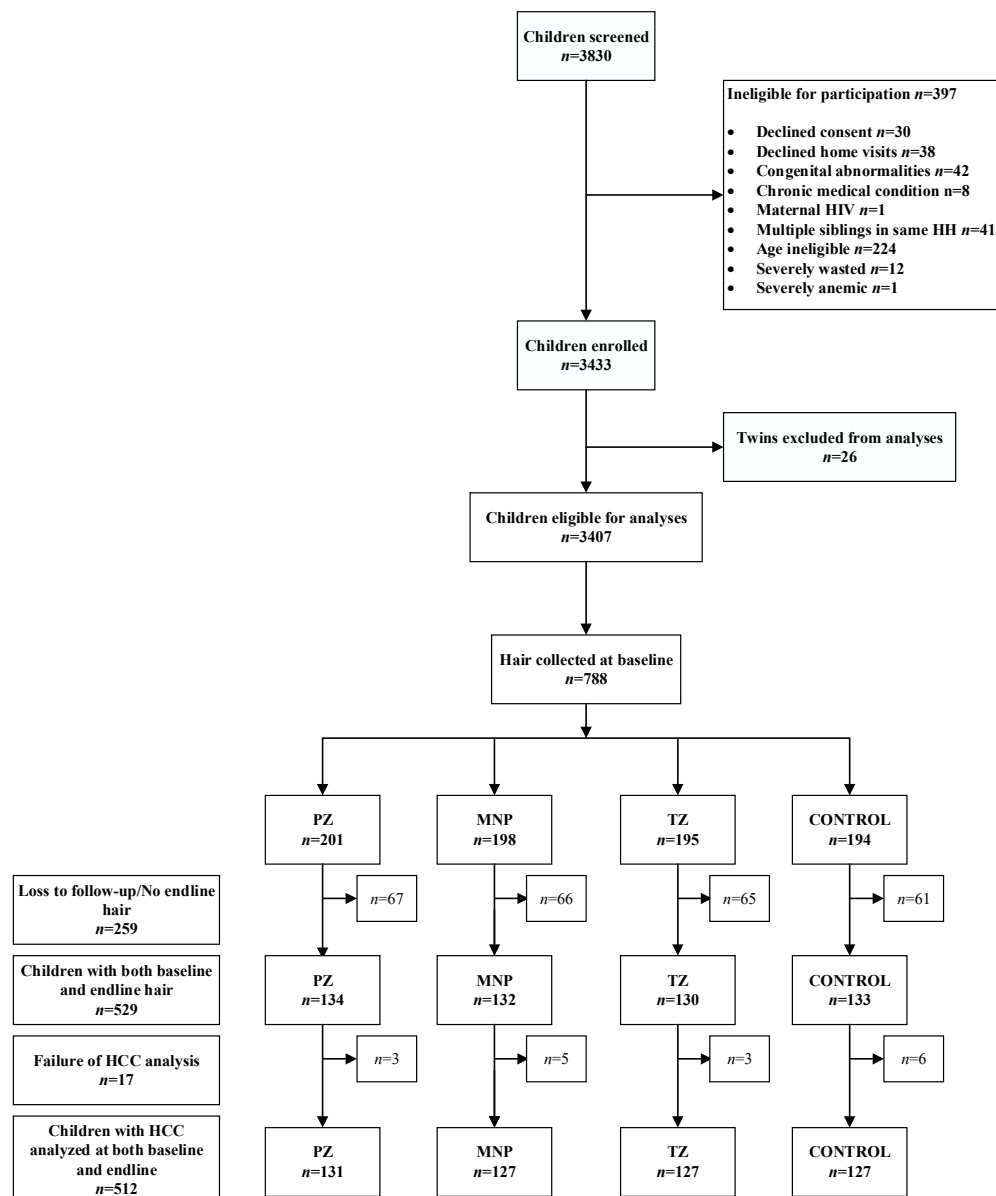 Children screened
n=3830
Ineligible for participation n=397
• Declined consent n=30
• Declined home visits n=38
• Congenital abnormalities n=42
• Chronic medical condition n=8
• Maternal HIV n=1
• Multiple siblings in same HH n=41
• Age ineligible n=224
• Severely wasted n=12
• Severely anemic n=1
Children enrolled
n=3433
Twins excluded from analyses
n=26
Children eligible for analyses
n=3407
Hair collected at baseline
n=788
PZ
n=201
MNP
n=198
TZ
n=195
CONTROL
n=194
Loss to follow-up/No endline
hair
n=259
n=67
n=66
n=65
n=61
Children with both baseline
and endline hair
n=529
PZ
n=134
MNP
n=132
TZ
n=130
CONTROL
n=133
Failure of HCC analysis
n=17
n=3
n=5
n=3
n=6
Children with HCC
analyzed at both baseline
and endline
n=512
PZ
n=131
MNP
n=127
TZ
n=127
CONTROL
n=127